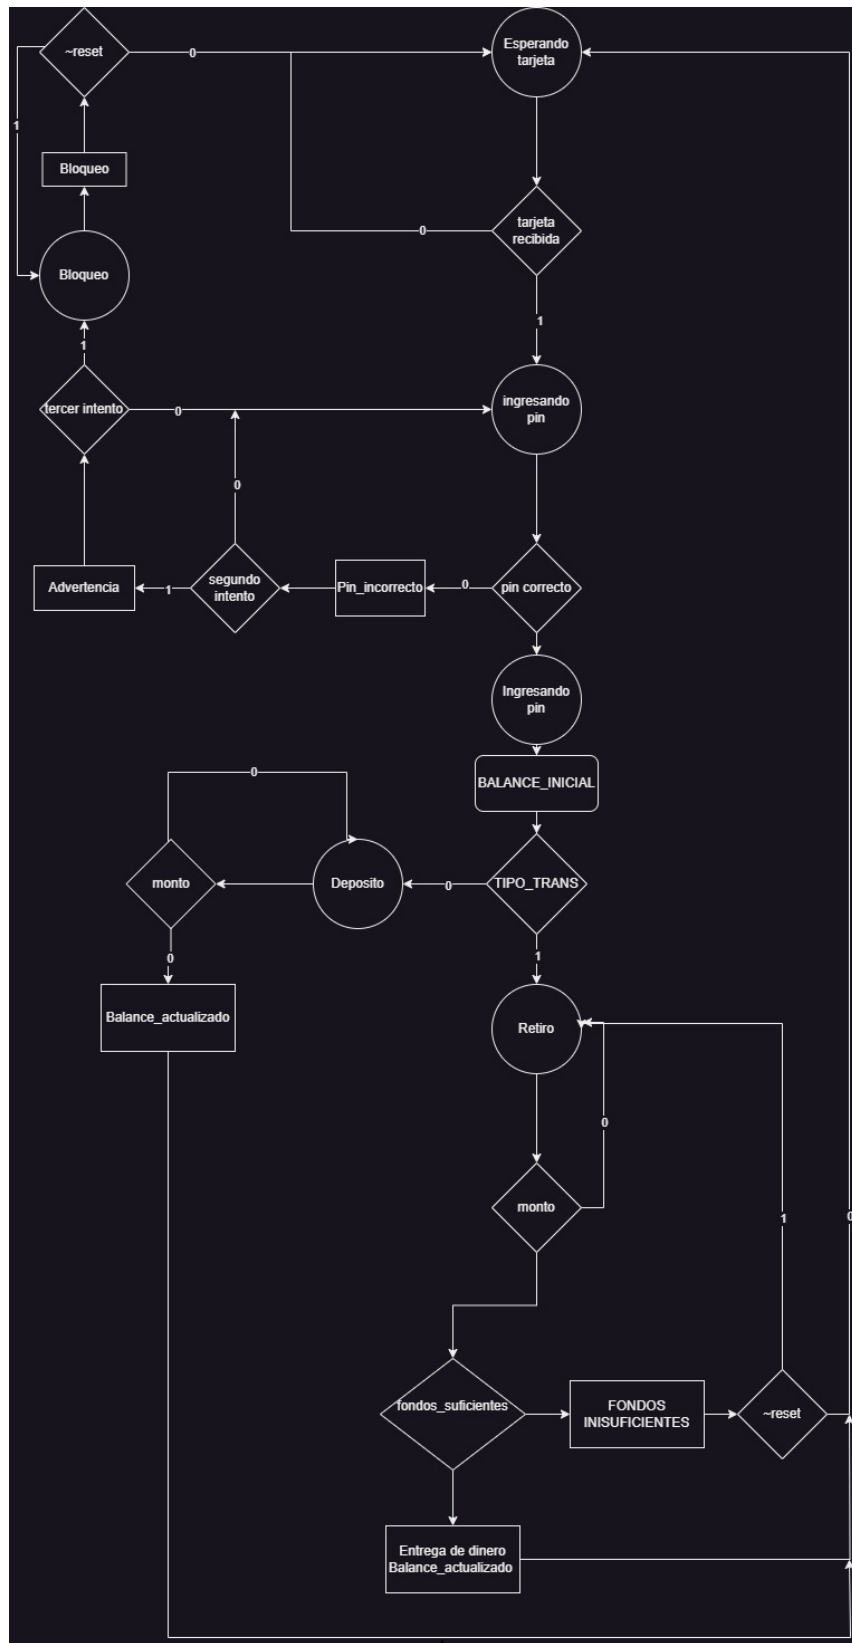 ~reset
0
Esperando
tarjeta
1
Bloqueo
tarjeta
recibida
0
Bloqueo
1
1
tercer intento
0
ingresando
pin
0
Advertencia
1
segundo
intento
Pin_incorrecto
0
pin correcto
Ingresando
pin
BALANCE_INICIAL
0
monto
Deposito
0
TIPO_TRANS
0
1
Balance_actualizado
Retiro
0
monto
1
0
fondos_suficientes
FONDOS
INISUFICIENTES
~reset
Entrega de dinero
Balance_actualizado